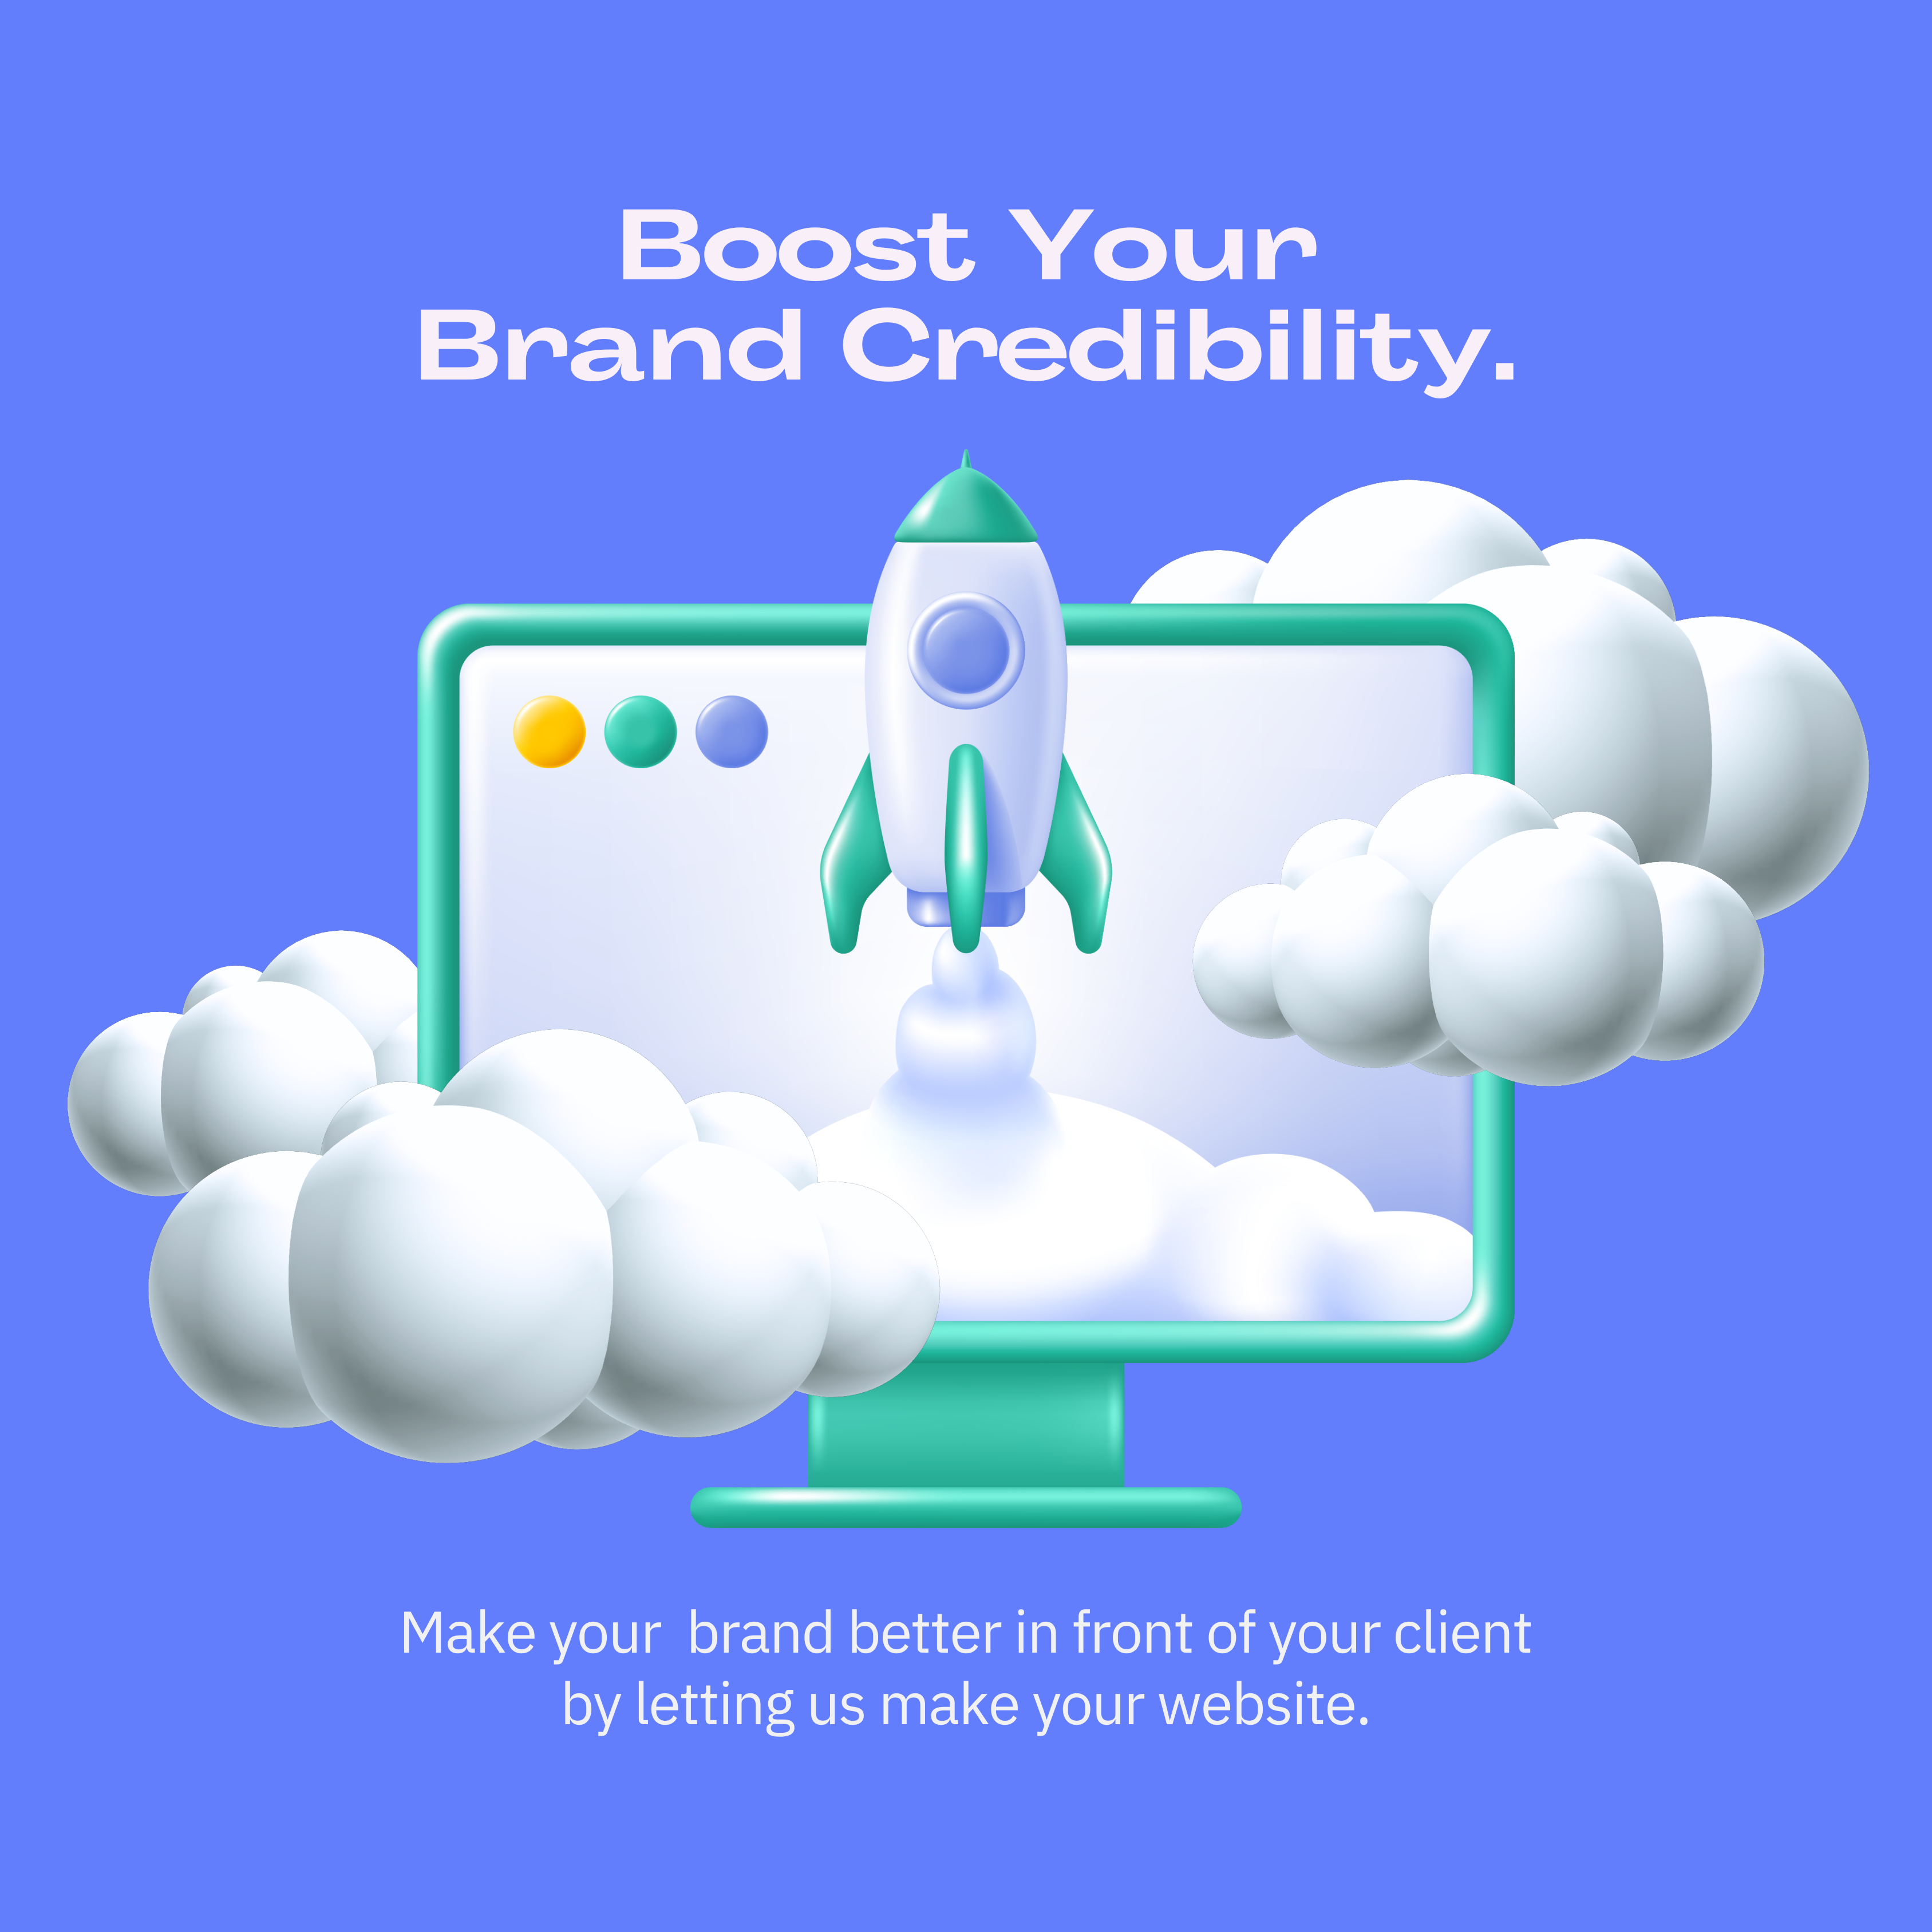 Boost Your
Brand Credibility.
Make your  brand better in front of your client
by letting us make your website.